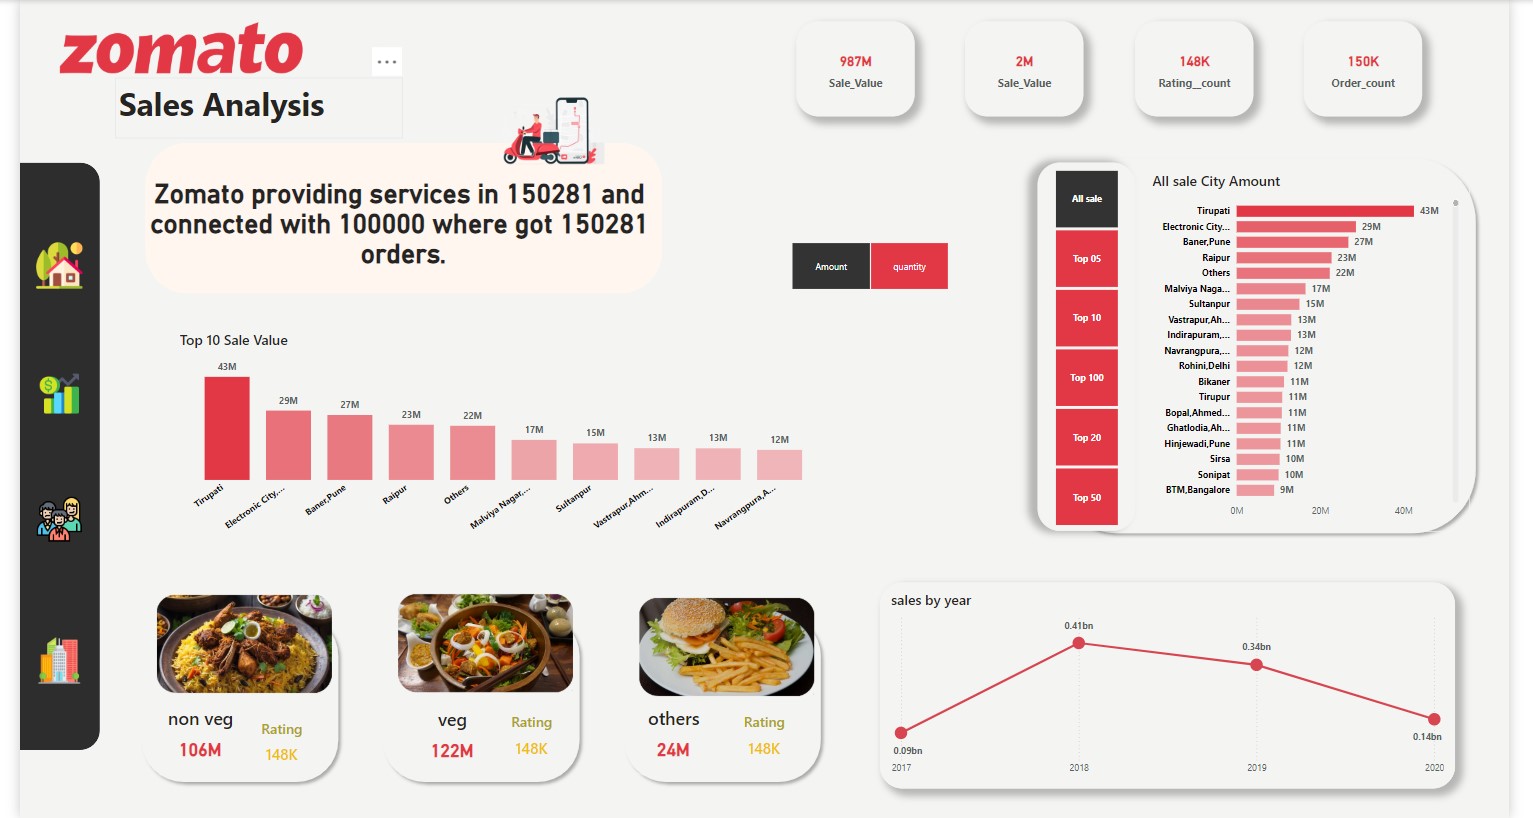 zomato
...
Sales Analysis
987M
Sale_Value
2M
Sale_Value
148K
Rating__count
150K
Order_count
Zomato providing services in 150281 and
connected with 100000 where got 150281
orders.
Amount
quantity
Top 10 Sale Value
43M
29M
27M
23M
22M
17M
15M
13M
13M
12M
Tirupati
Electronic City,...
Baner,Pune
Raipur
Others
Malviya Nagar,...
Sultanpur
Vastrapur,Ahm...
Indirapuram,D...
Navrangpura,A...
All sale
Top 05
Top 10
Top 100
Top 20
Top 50
All sale City Amount
Tirupati 43M
Electronic City... 29M
Baner,Pune 27M
Raipur 23M
Others 22M
Malviya Naga... 17M
Sultanpur 15M
Vastrapur,Ah... 13M
Indirapuram,... 13M
Navrangpura,... 12M
Rohini,Delhi 12M
Bikaner 11M
Tirupur 11M
Bopal,Ahmed... 11M
Ghatlodia,Ah... 11M
Hinjewadi,Pune 11M
Sirsa 10M
Sonipat 10M
BTM,Bangalore 9M
0M 20M 40M
non veg
106M
Rating
148K
veg
122M
Rating
148K
others
24M
Rating
148K
sales by year
0.09bn
0.41bn
0.34bn
0.14bn
2017 2018 2019 2020